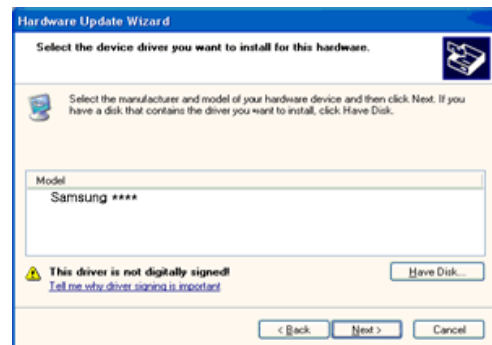 Hardware Update Wizard
Select the device driver you want to install for this hardware.
Select the manufacturer and model of your hardware device and then click Next. If you
have a disk that contains the driver you want to install, click Have Disk.
Model
Samsung ****
This driver is not digitally signed!
Have Disk...
Tell me why driver signing is important
< Back
Next >
Cancel